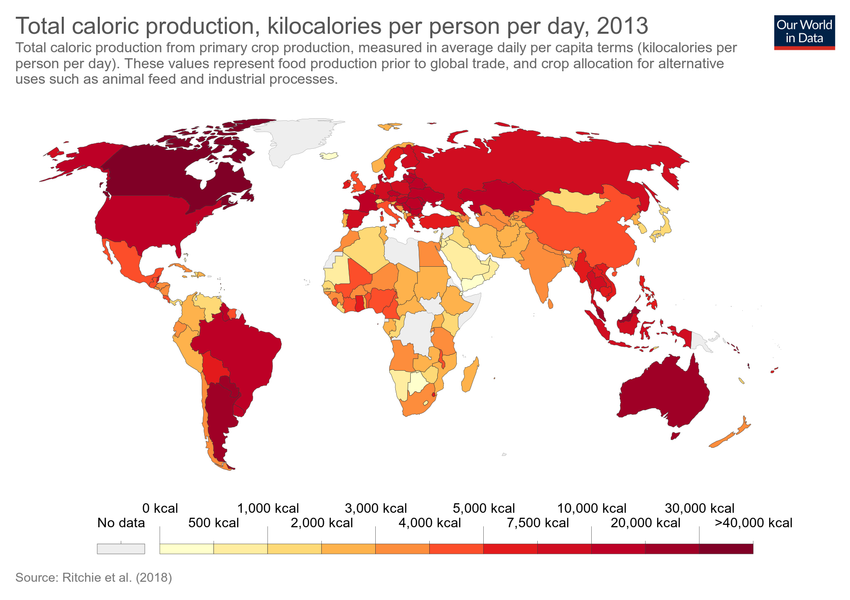 Total caloric production, kilocalories per person per day, 2013
Our World
in Data
Total caloric production from primary crop production, measured in average daily per capita terms (kilocalories per
person per day). These values represent food production prior to global trade, and crop allocation for alternative
uses such as animal feed and industrial processes.
0 kcal 1,000 kcal 3,000 kcal 5,000 kcal 10,000 kcal 30,000 kcal
No data 500 kcal 2,000 kcal 4,000 kcal 7,500 kcal 20,000 kcal >40,000 kcal
Source: Ritchie et al. (2018)